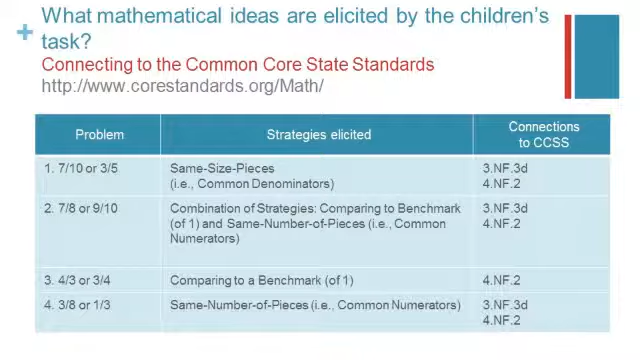 +
What mathematical ideas are elicited by the children's
task?
Connecting to the Common Core State Standards
http://www.corestandards.org/Math/
Problem
Strategies elicited
Connections
to CCSS
1. 7/10 or 3/5
Same-Size-Pieces
(i.e., Common Denominators)
3.NF.3d
4.NF.2
2. 7/8 or 9/10
Combination of Strategies: Comparing to Benchmark
(of 1) and Same-Number-of-Pieces (i.e., Common
Numerators)
3.NF.3d
4.NF.2
3. 4/3 or 3/4
Comparing to a Benchmark (of 1)
4.NF.2
4. 3/8 or 1/3
Same-Number-of-Pieces (i.e., Common Numerators)
3.NF.3d
4.NF.2